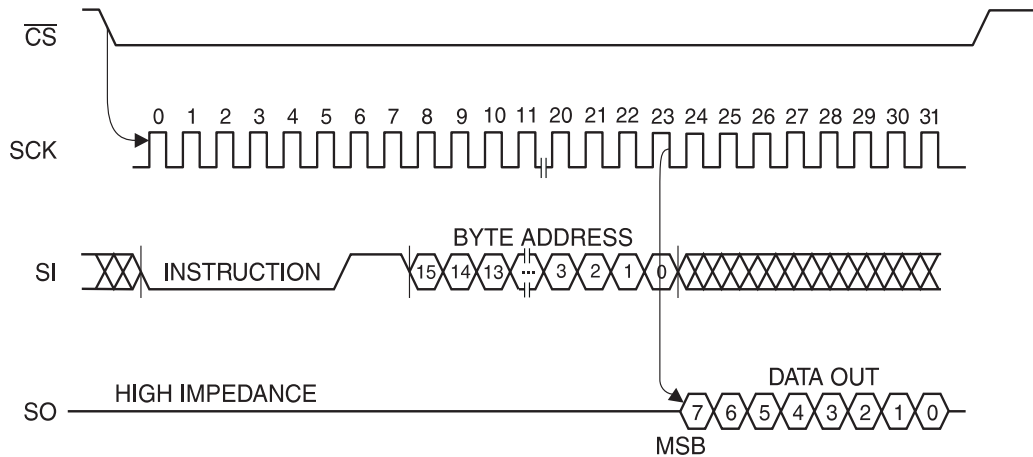 CS
0 1 2 3 4 5 6 7 8 9 10 11 20 21 22 23 24 25 26 27 28 29 30 31
SCK
BYTE ADDRESS
SI INSTRUCTION 15 14 13 ... 3 2 1 0
HIGH IMPEDANCE DATA OUT
SO 7 6 5 4 3 2 1 0
MSB